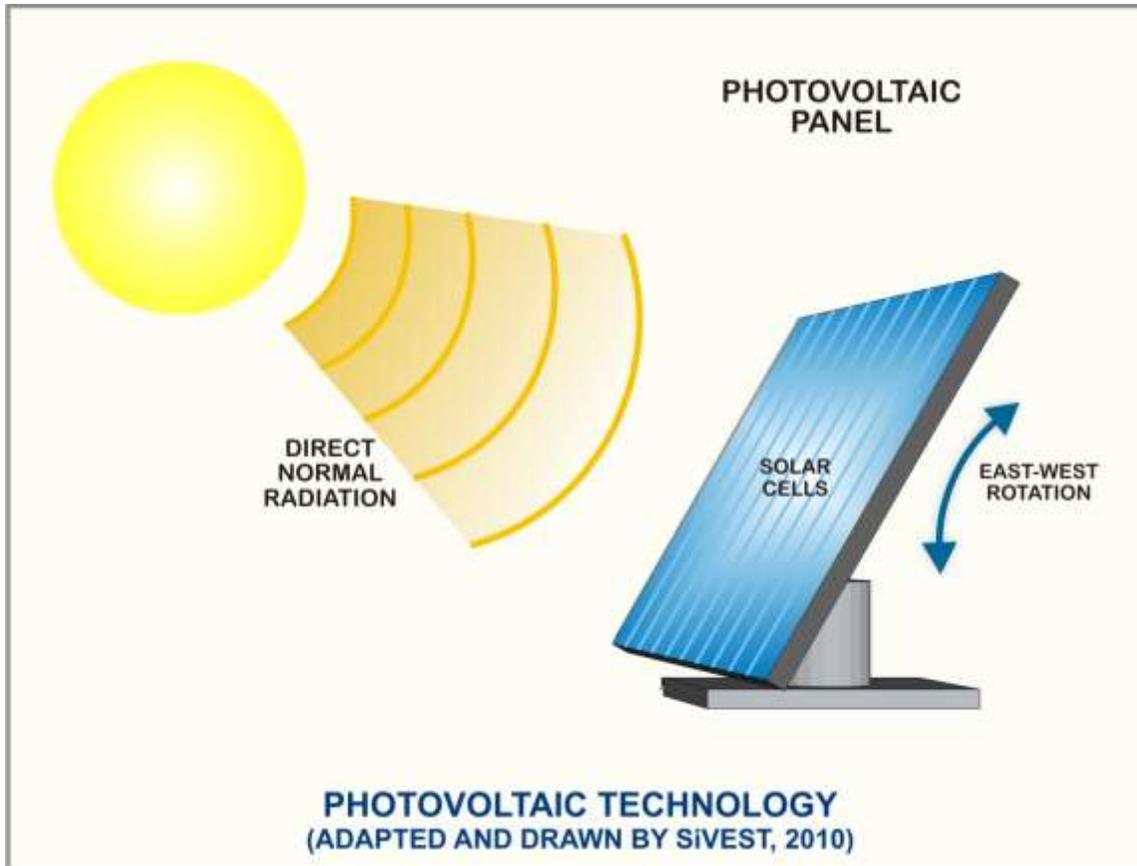 PHOTOVOLTAIC
PANEL
DIRECT
NORMAL
RADIATION
SOLAR
CELLS
EAST-WEST
ROTATION
PHOTOVOLTAIC TECHNOLOGY
(ADAPTED AND DRAWN BY SiVEST, 2010)